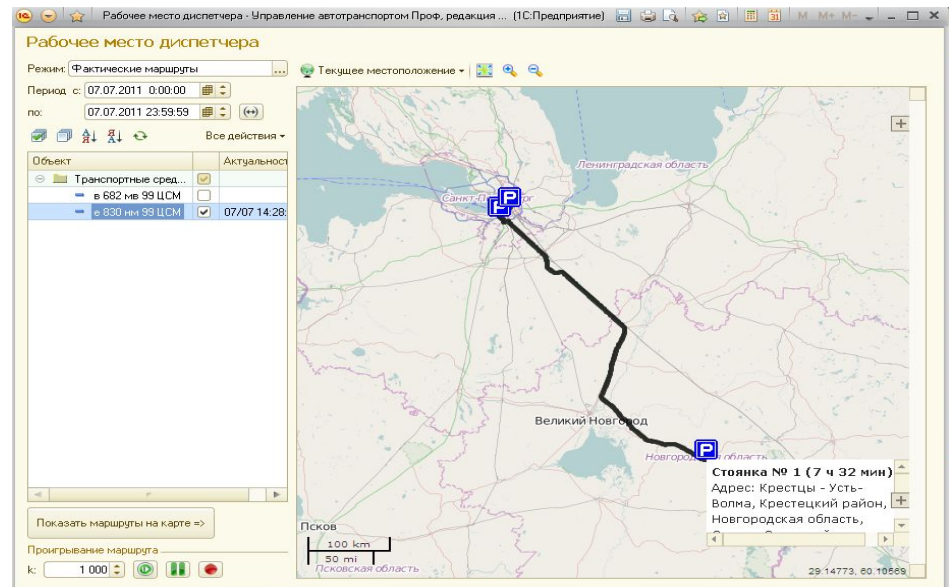 Рабочее место диспетчера - Управление автотранспортом Проф, редакция ... (1С:Предприятие)
M M+ M-
Рабочее место диспетчера
Режим: Фактические маршруты ...
Период с: 07.07.2011 0:00:00
по: 07.07.2011 23:59:59
Все действия
Текущее местоположение
Объект Актуальност
Транспортные сред...
в 682 мв 99 ЦСМ
е 830 нм 99 ЦСМ 07/07 14:28:
Показать маршруты на карте =>
Проигрывание маршрута
k: 1 000
Ленинградская область
P P
Великий Новгород
P
Стоянка № 1 (7 ч 32 мин)
Адрес: Крестцы - Усть-
Волма, Крестецкий район,
Новгородская область,
Псков
100 km
50 mi
Псковская область
29.14773, 60.10569